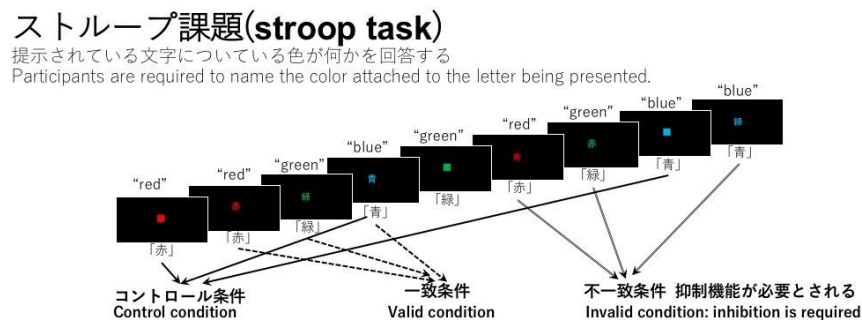 ストループ課題(stroop task)
提示されている文字についている色が何かを回答する
Participants are required to name the color attached to the letter being presented.
“red” 「赤」
“red” 赤 「赤」
“green” 緑 「緑」
“blue” 青 「青」
“green” 「緑」
“red” 青 「赤」
“green” 赤 「緑」
“blue” 「青」
“blue” 緑 「青」
コントロール条件
Control condition
一致条件
Valid condition
不一致条件 抑制機能が必要とされる
Invalid condition: inhibition is required